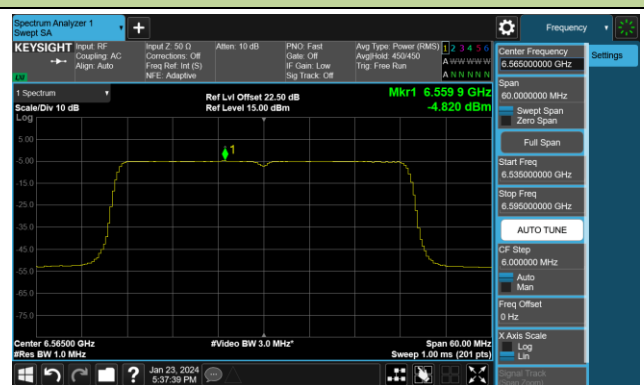 Spectrum Analyzer 1
Swept SA
Frequency
KEYSIGHT
Input: RF
Coupling: AC
Align: Auto
Input Z: 50 Ω
Corrections: Off
Freq Ref: Int (S)
NFE: Adaptive
Atten: 10 dB
PNO: Fast
Gate: Off
IF Gain: Low
Sig Track: Off
Avg Type: Power (RMS)
Avg|Hold: 450/450
Trig: Free Run
1 2 3 4 5 6
A W W W W W
A N N N N N
1 Spectrum
Scale/Div 10 dB
Log
Ref Lvl Offset 22.50 dB
Ref Level 15.00 dBm
Mkr1 6.559 9 GHz
-4.820 dBm
5.00
-5.00
-15.0
-25.0
-35.0
-45.0
-55.0
-65.0
-75.0
1
Center 6.56500 GHz
#Res BW 1.0 MHz
#Video BW 3.0 MHz*
Span 60.00 MHz
Sweep 1.00 ms (201 pts)
Jan 23, 2024
5:37:39 PM
Center Frequency
6.565000000 GHz
Span
60.0000000 MHz
Swept Span
Zero Span
Full Span
Start Freq
6.535000000 GHz
Stop Freq
6.595000000 GHz
AUTO TUNE
CF Step
6.000000 MHz
Auto
Man
Freq Offset
0 Hz
X Axis Scale
Log
Lin
Signal Track
(Span Zoom)
Settings